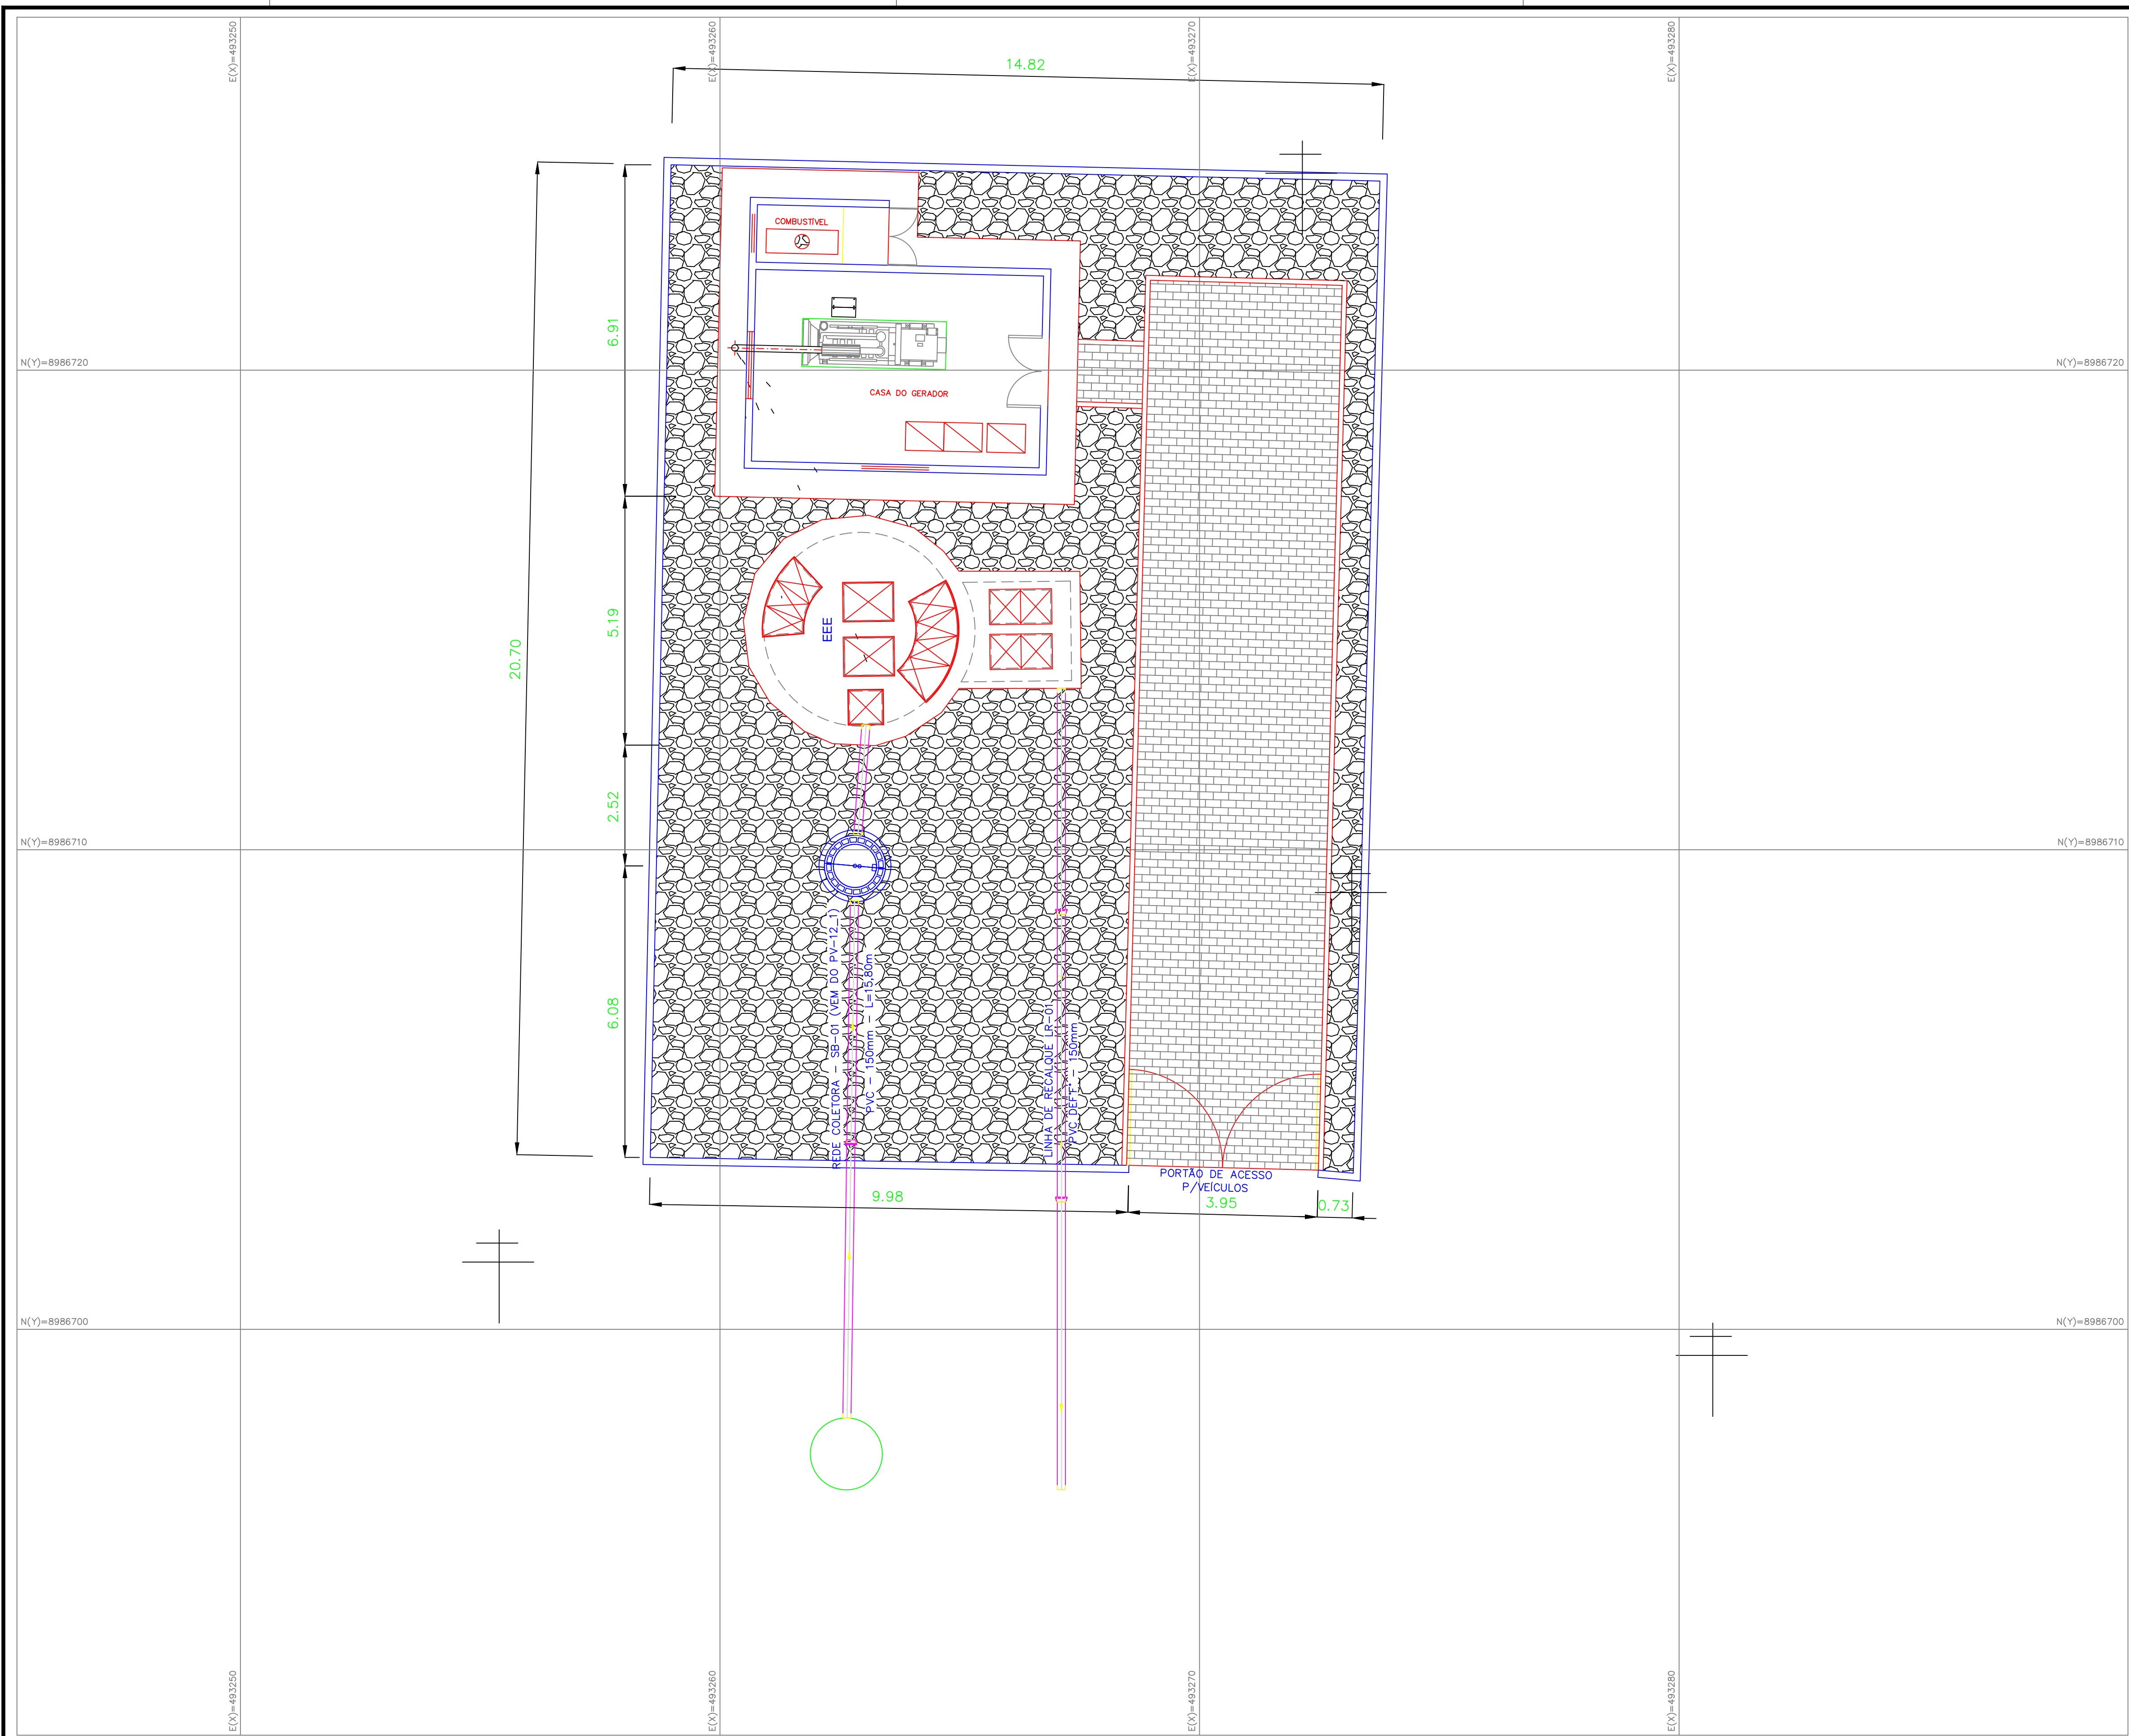 E(X)=493250
E(X)=493260
E(X)=493270
E(X)=493280
14.82
COMBUSTÍVEL
6.91
N(Y)=8986720
N(Y)=8986720
CASA DO GERADOR
5.19
EEE
20.70
2.52
N(Y)=8986710
N(Y)=8986710
REDE COLETORA - SB-01 (VEM DO PV-12_1)
PVC - 150mm - L=15,80m
LINHA DE RECALQUE LR-01
PVC DEF°F° - 150mm
6.08
PORTÃO DE ACESSO
P/VEÍCULOS
9.98
3.95
0.73
N(Y)=8986700
N(Y)=8986700
E(X)=493250
E(X)=493260
E(X)=493270
E(X)=493280